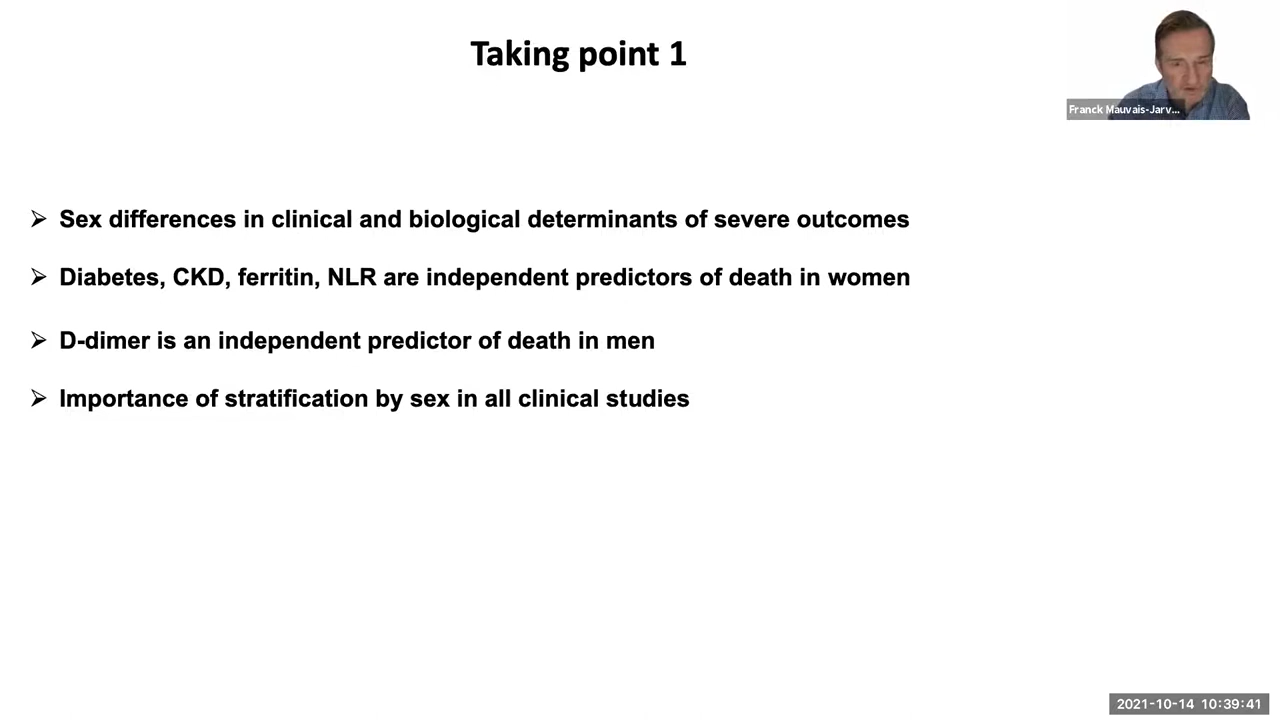 Taking point 1
Franck Mauvais-Jarv...
➢ Sex differences in clinical and biological determinants of severe outcomes
➢ Diabetes, CKD, ferritin, NLR are independent predictors of death in women
➢ D-dimer is an independent predictor of death in men
➢ Importance of stratification by sex in all clinical studies
2021-10-14 10:39:41